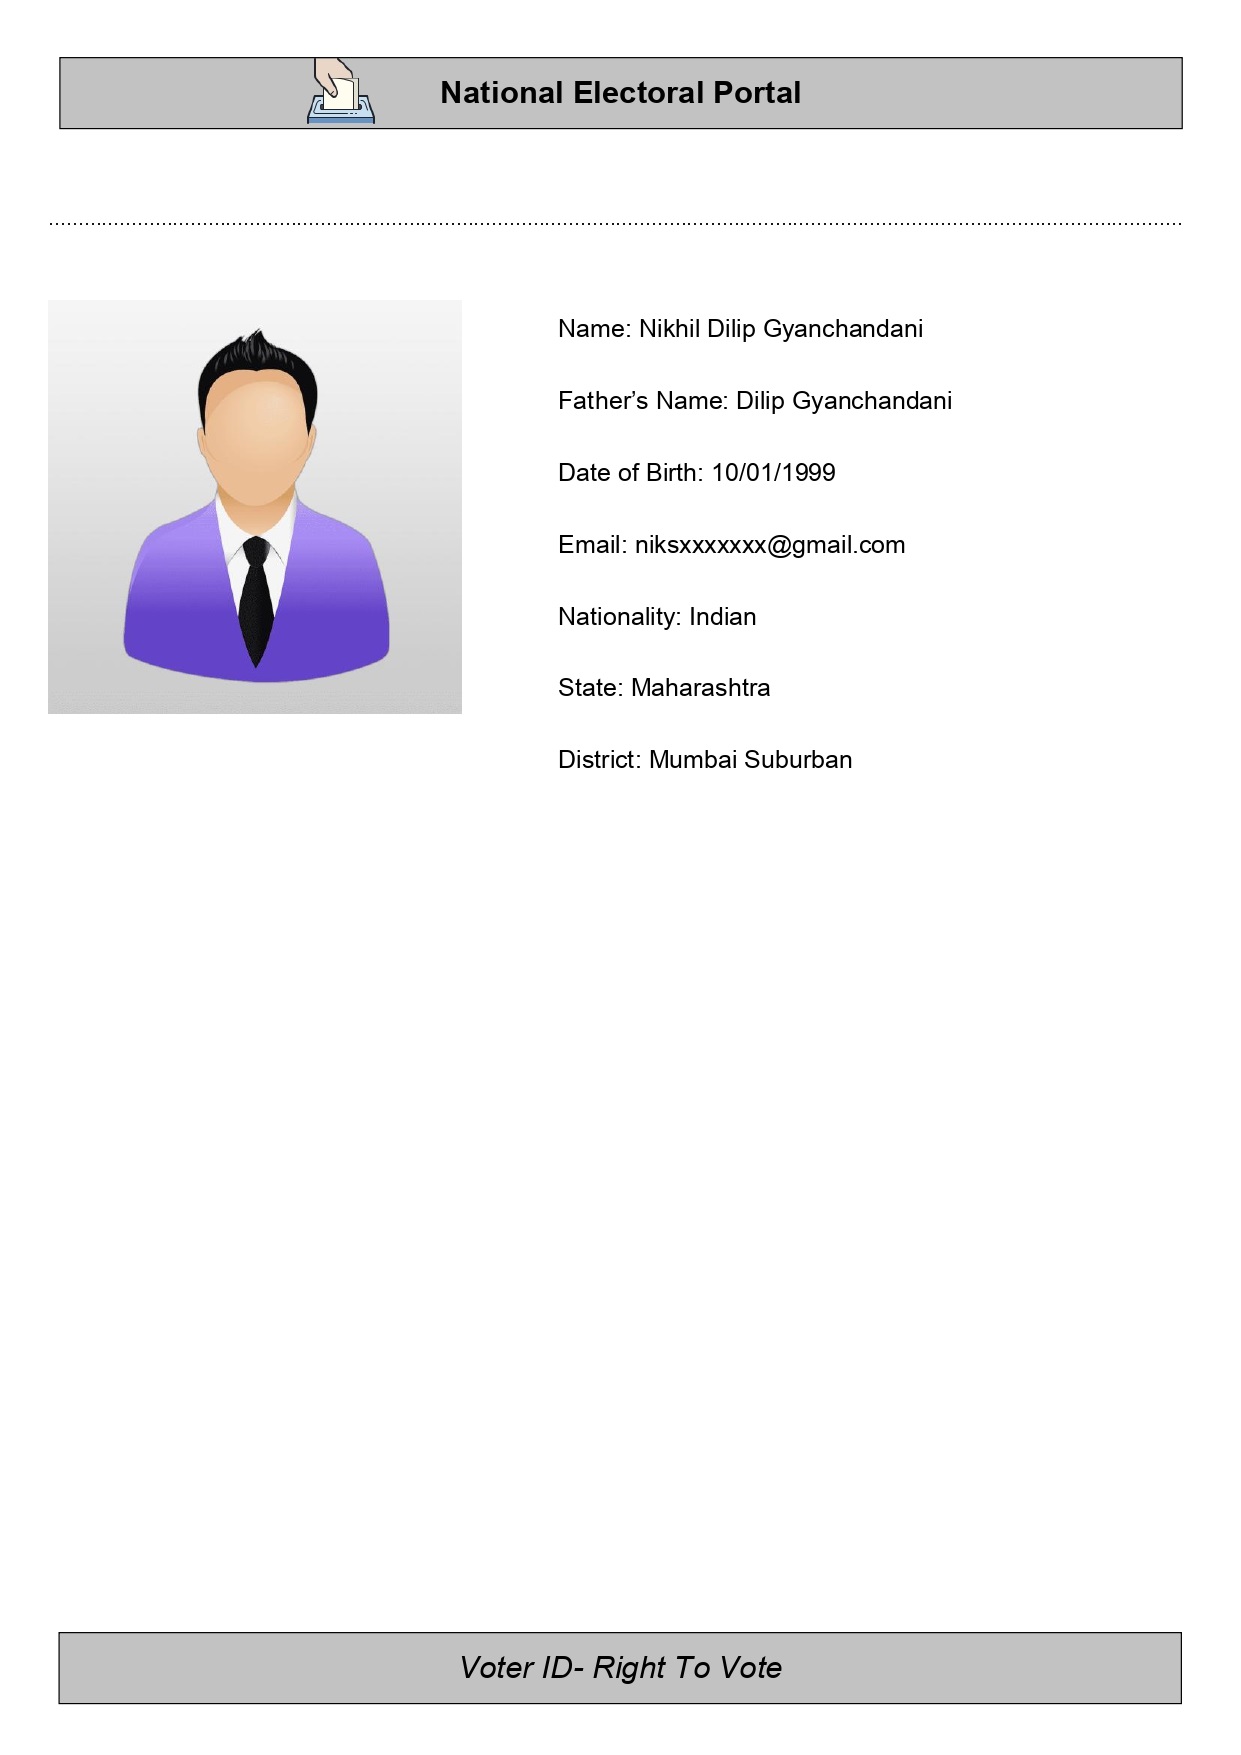 National Electoral Portal
Name: Nikhil Dilip Gyanchandani
Father’s Name: Dilip Gyanchandani
Date of Birth: 10/01/1999
Email: niksxxxxxxx@gmail.com
Nationality: Indian
State: Maharashtra
District: Mumbai Suburban
Voter ID- Right To Vote